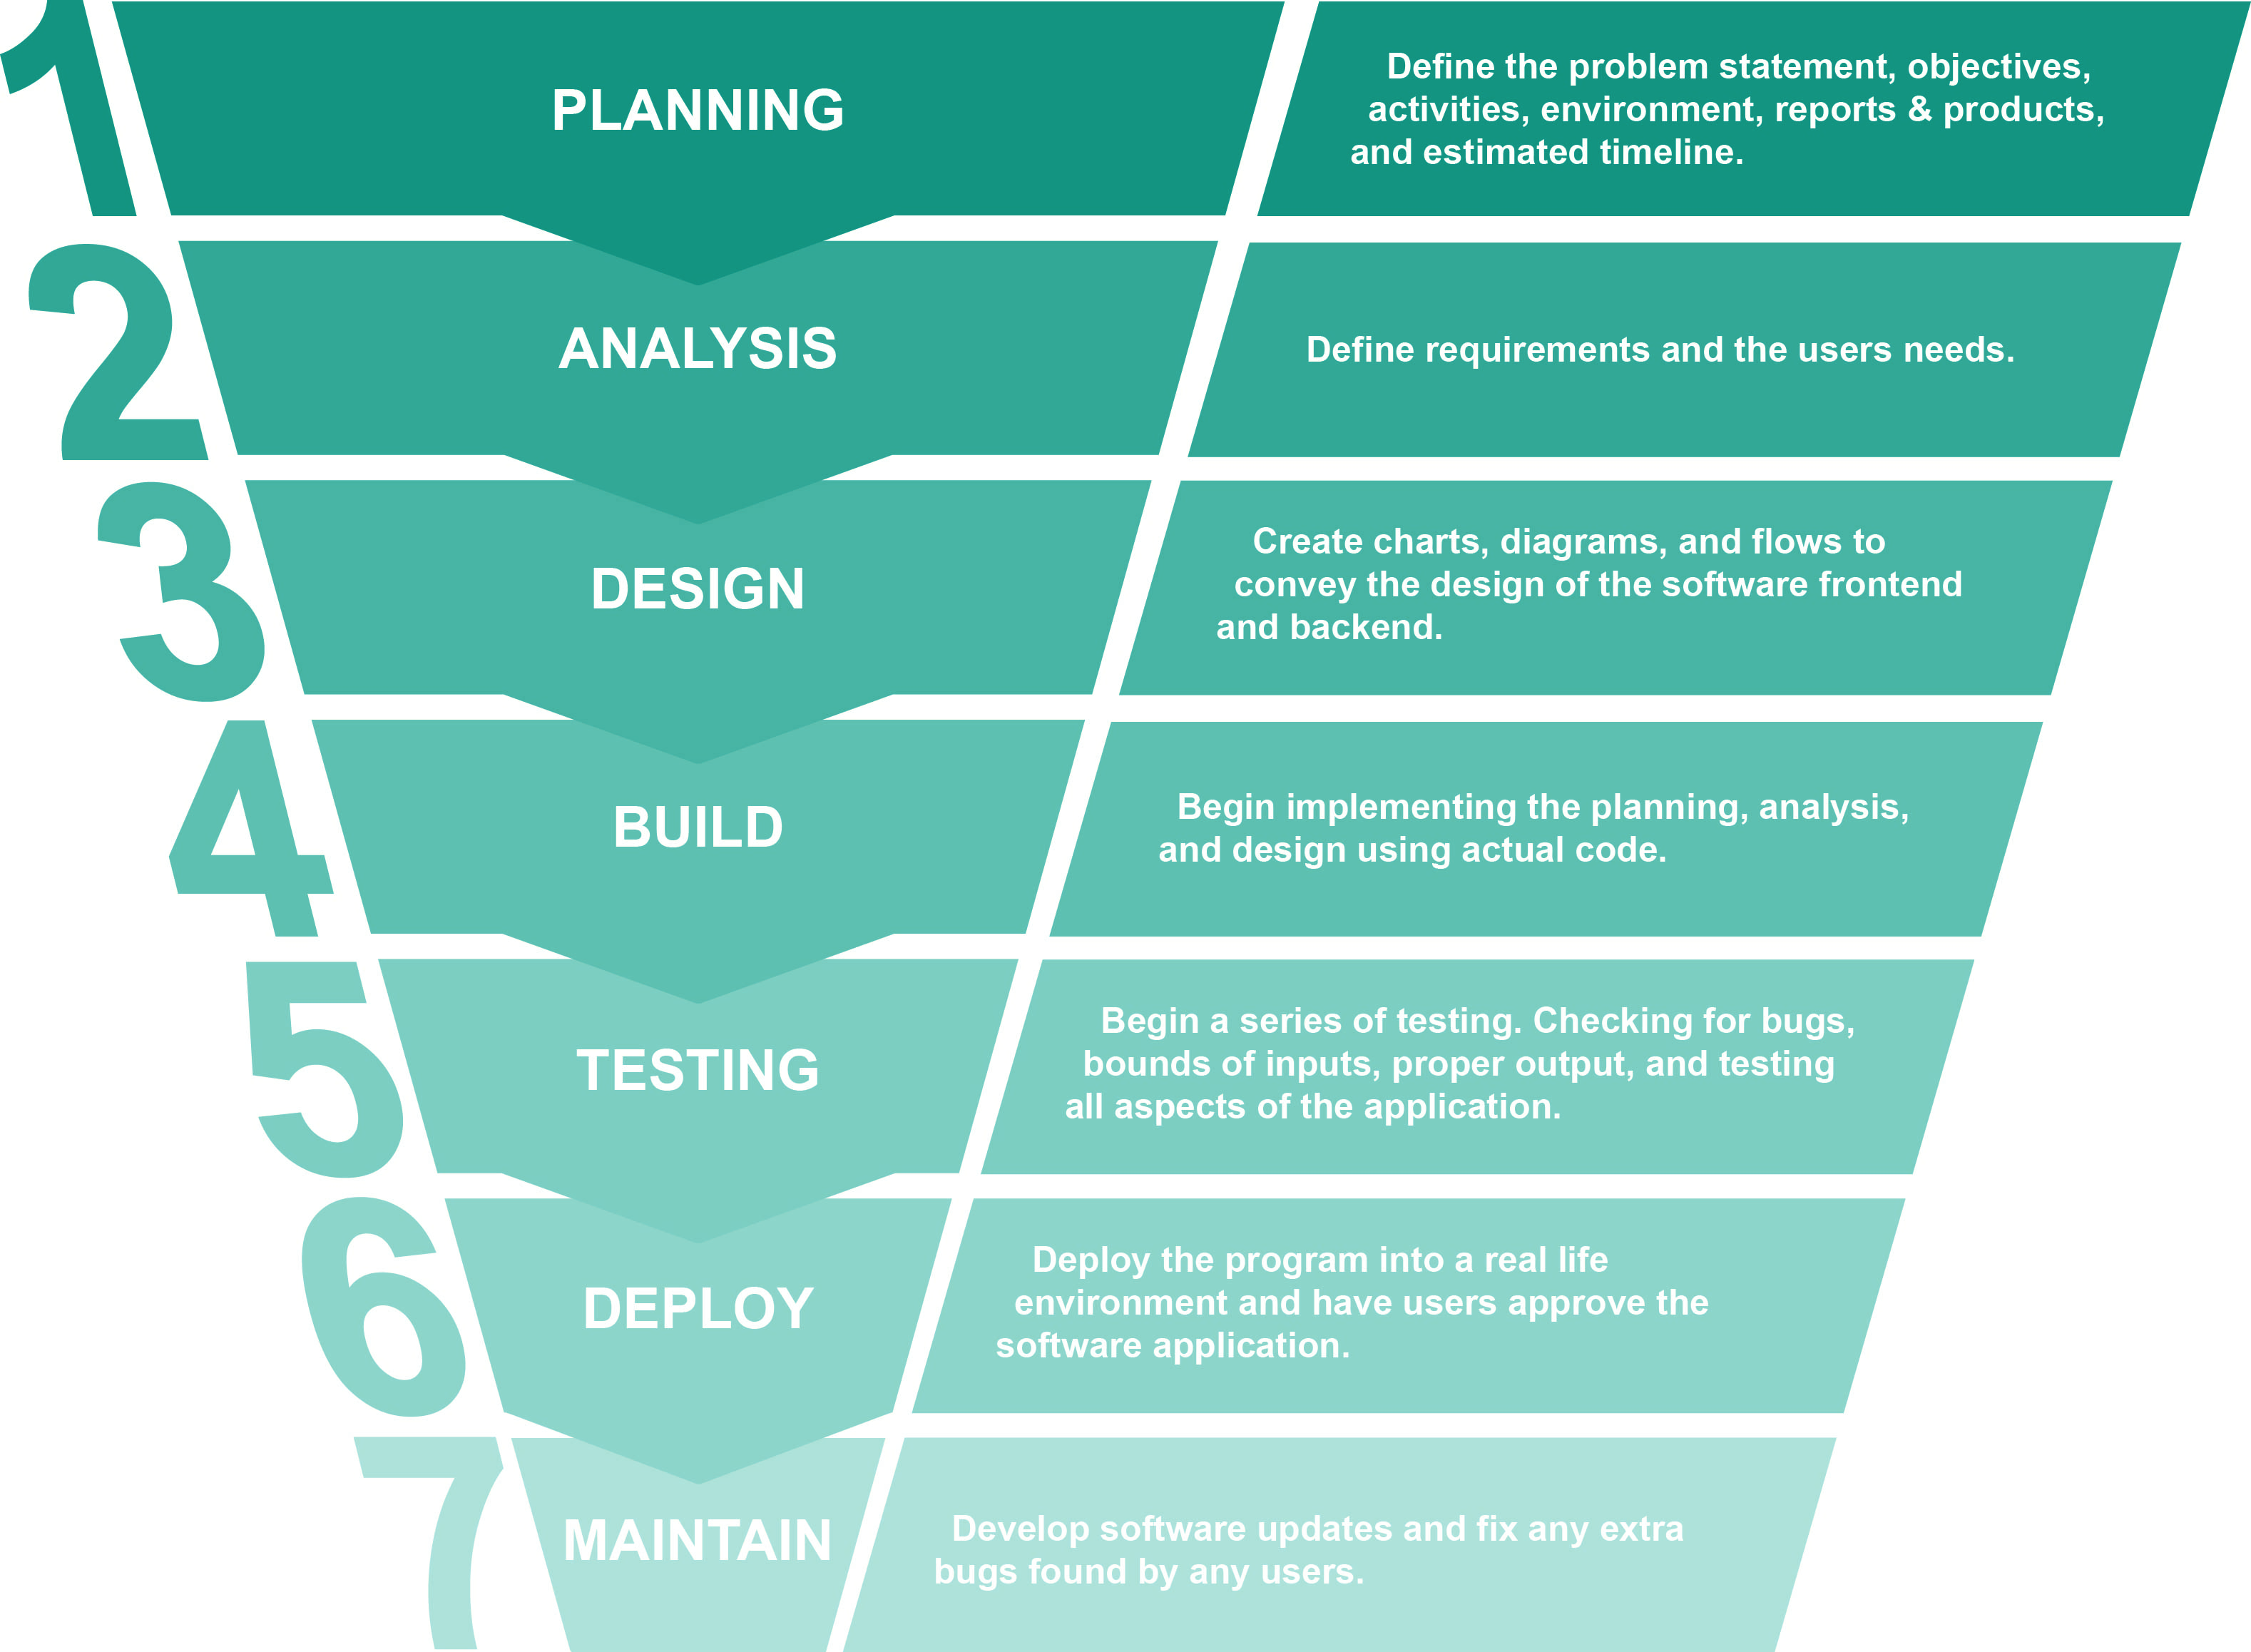 1
PLANNING
Define the problem statement, objectives,
activities, environment, reports & products,
and estimated timeline.
2
ANALYSIS
Define requirements and the users needs.
3
DESIGN
Create charts, diagrams, and flows to
convey the design of the software frontend
and backend.
4
BUILD
Begin implementing the planning, analysis,
and design using actual code.
5
TESTING
Begin a series of testing. Checking for bugs,
bounds of inputs, proper output, and testing
all aspects of the application.
6
DEPLOY
Deploy the program into a real life
environment and have users approve the
software application.
7
MAINTAIN
Develop software updates and fix any extra
bugs found by any users.